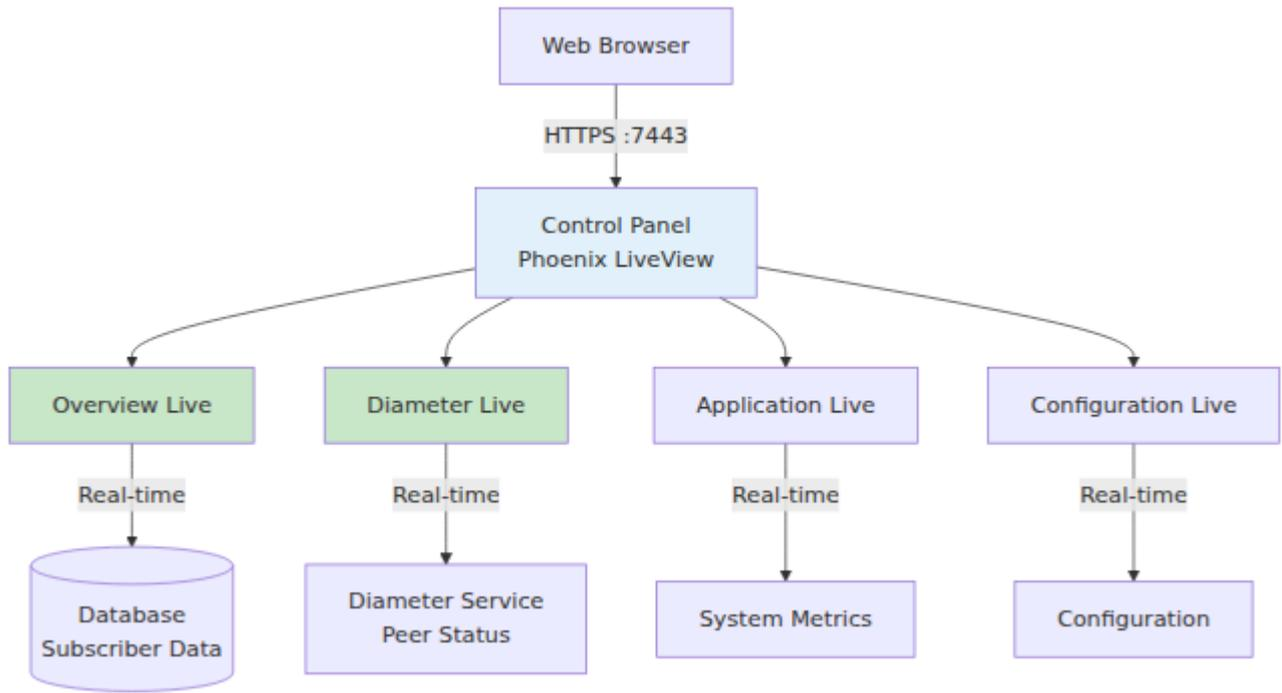 Web Browser
HTTPS :7443
Control Panel
Phoenix LiveView
Overview Live
Diameter Live
Application Live
Configuration Live
Real-time
Real-time
Real-time
Real-time
Database
Subscriber Data
Diameter Service
Peer Status
System Metrics
Configuration